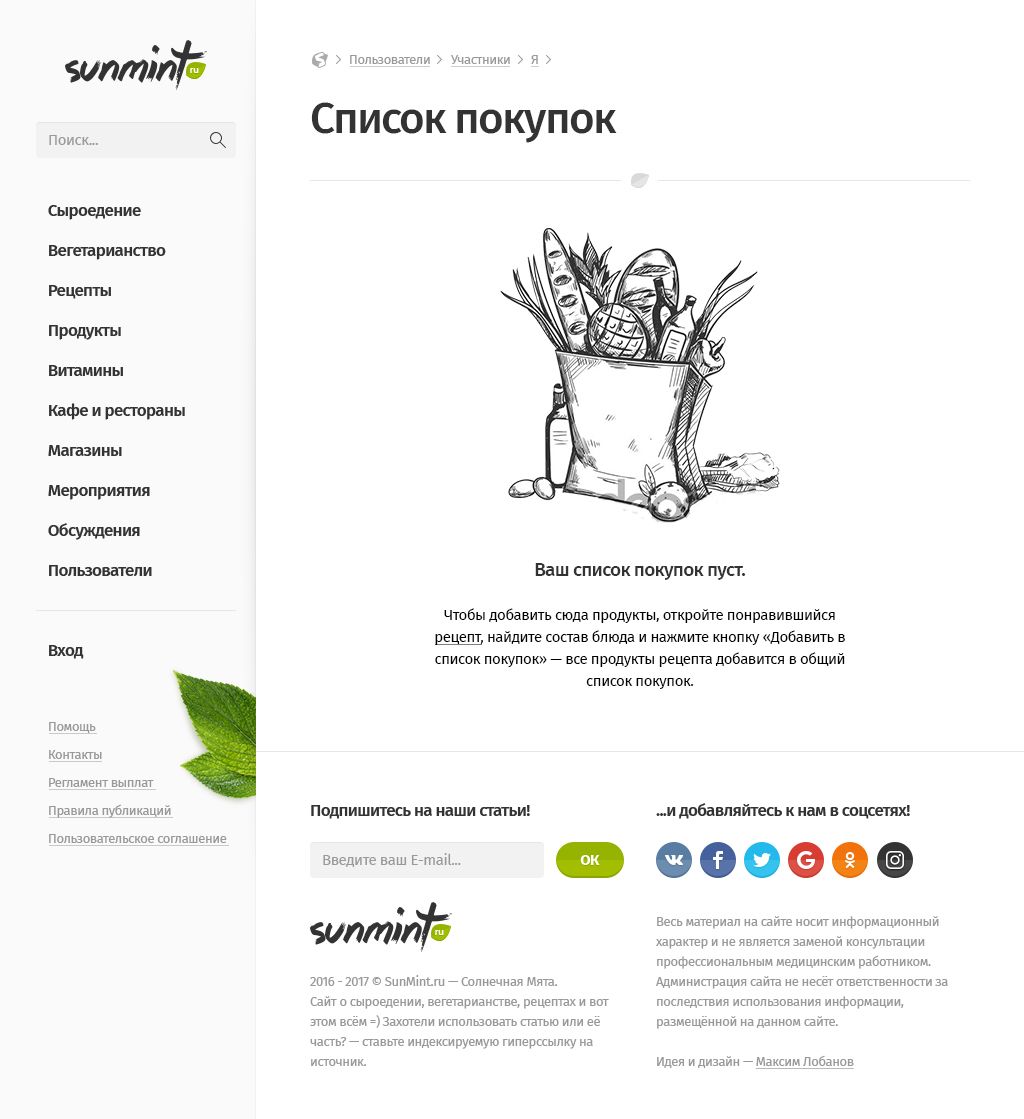 sunmint ru
Поиск...
Сыроедение
Вегетарианство
Рецепты
Продукты
Витамины
Кафе и рестораны
Магазины
Мероприятия
Обсуждения
Пользователи
Вход
Помощь
Контакты
Регламент выплат
Правила публикаций
Пользовательское соглашение
Пользователи
Участники
Я
Список покупок
Ваш список покупок пуст.
Чтобы добавить сюда продукты, откройте понравившийся
рецепт, найдите состав блюда и нажмите кнопку «Добавить в
список покупок» — все продукты рецепта добавится в общий
список покупок.
Подпишитесь на наши статьи!
Введите ваш E-mail...
ОК
sunmint ru
2016 - 2017 © SunMint.ru — Солнечная Мята.
Сайт о сыроедении, вегетарианстве, рецептах и вот
этом всём =) Захотели использовать статью или её
часть? — ставьте индексируемую гиперссылку на
источник.
...и добавляйтесь к нам в соцсетях!
Весь материал на сайте носит информационный
характер и не является заменой консультации
профессиональным медицинским работником.
Администрация сайта не несёт ответственности за
последствия использования информации,
размещённой на данном сайте.
Идея и дизайн — Максим Лобанов